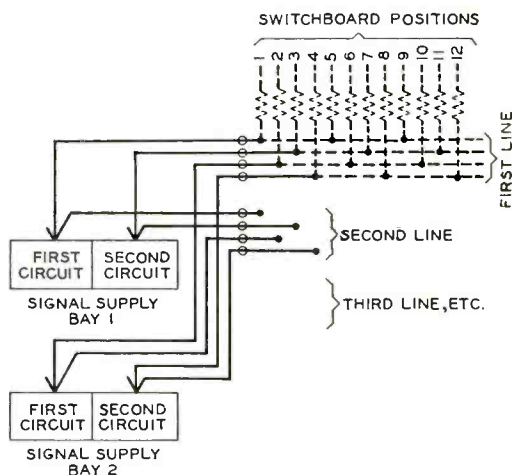 SWITCHBOARD POSITIONS
1 2 3 4 5 6 7 8 9 10 11 12
FIRST LINE
SECOND LINE
THIRD LINE, ETC.
FIRST CIRCUIT
SECOND CIRCUIT
SIGNAL SUPPLY
BAY 1
FIRST CIRCUIT
SECOND CIRCUIT
SIGNAL SUPPLY
BAY 2